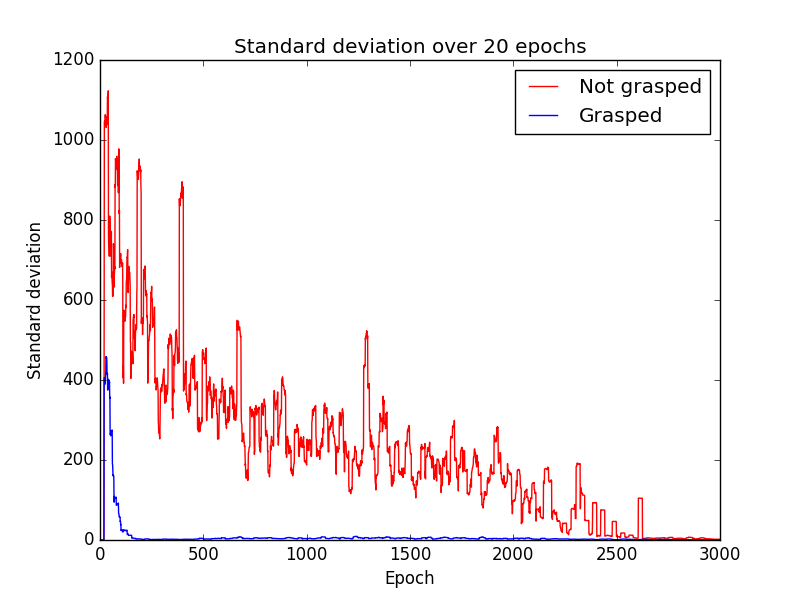 Standard deviation over 20 epochs
1200
1000
800
600
400
200
0
Standard deviation
Not grasped
Grasped
0 500 1000 1500 2000 2500 3000
Epoch